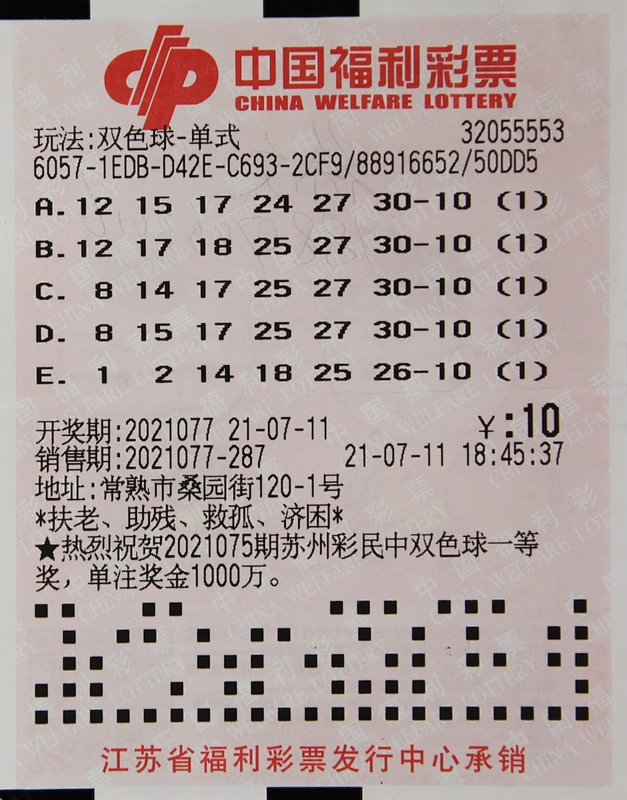 中国福利彩票
CHINA WELFARE LOTTERY
玩法:双色球-单式 32055553
6057-1EDB-D42E-C693-2CF9/88916652/50DD5
A. 12 15 17 24 27 30-10 (1)
B. 12 17 18 25 27 30-10 (1)
C. 8 14 17 25 27 30-10 (1)
D. 8 15 17 25 27 30-10 (1)
E. 1 2 14 18 25 26-10 (1)
开奖期:2021077 21-07-11 ¥:10
销售期:2021077-287 21-07-11 18:45:37
地址:常熟市桑园街120-1号
*扶老、助残、救孤、济困*
★热烈祝贺2021075期苏州彩民中双色球一等
奖，单注奖金1000万。
江苏省福利彩票发行中心承销